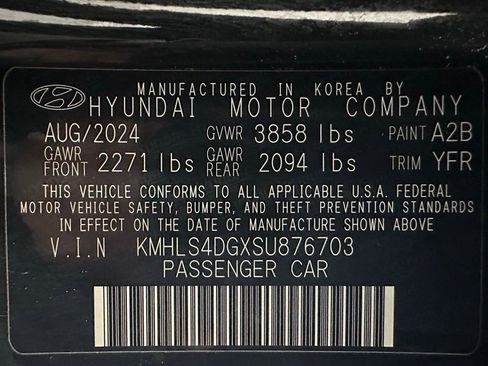 MANUFACTURED IN KOREA BY
HYUNDAI MOTOR COMPANY
AUG/2024 GVWR 3858 lbs PAINT A2B
GAWR FRONT 2271 lbs GAWR REAR 2094 lbs TRIM YFR
THIS VEHICLE CONFORMS TO ALL APPLICABLE U.S.A. FEDERAL
MOTOR VEHICLE SAFETY, BUMPER, AND THEFT PREVENTION STANDARDS
IN EFFECT ON THE DATE OF MANUFACTURE SHOWN ABOVE
V.I.N KMHLS4DGXSU876703
PASSENGER CAR